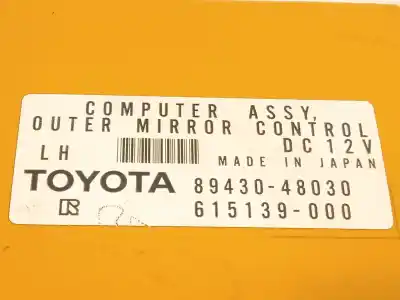 COMPUTER ASSY,
OUTER MIRROR CONTROL
LH DC 12V
MADE IN JAPAN
TOYOTA 89430-48030
615139-000